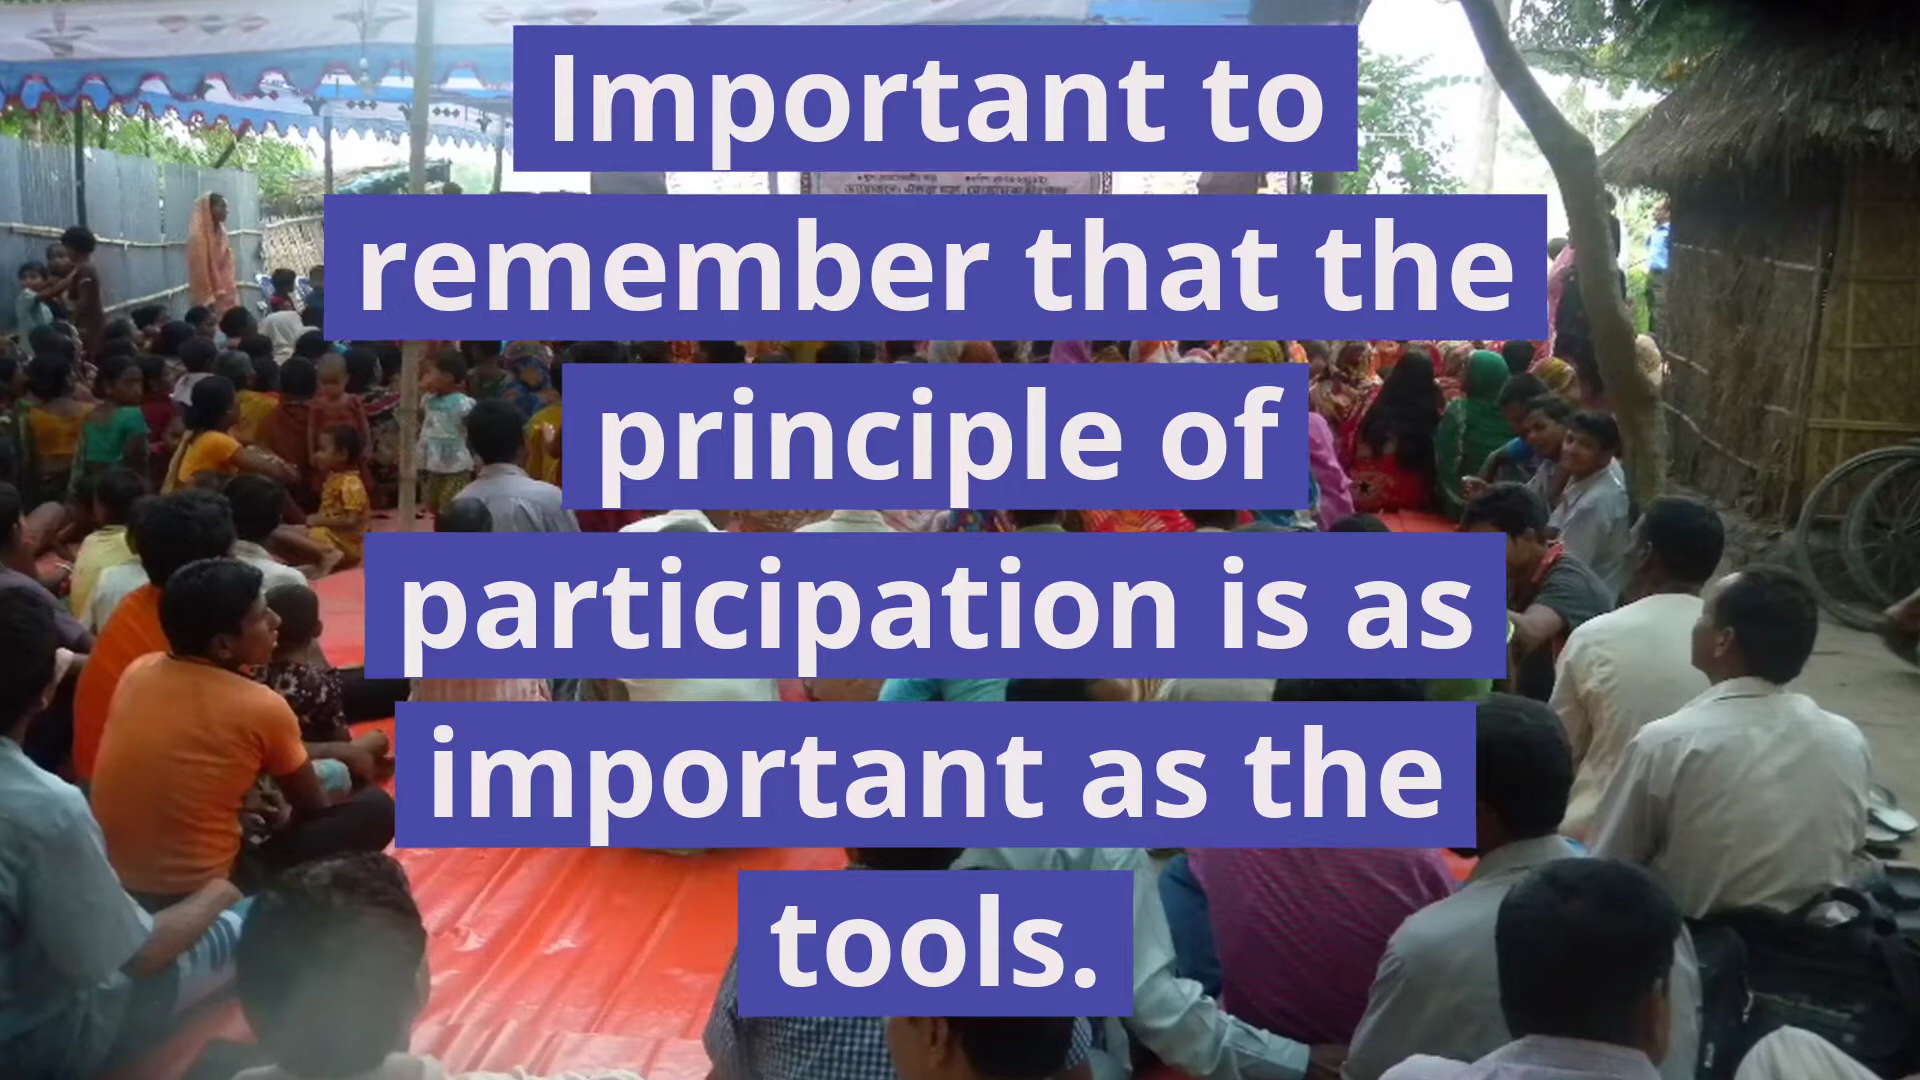 Important to
remember that the
principle of
participation is as
important as the
tools.